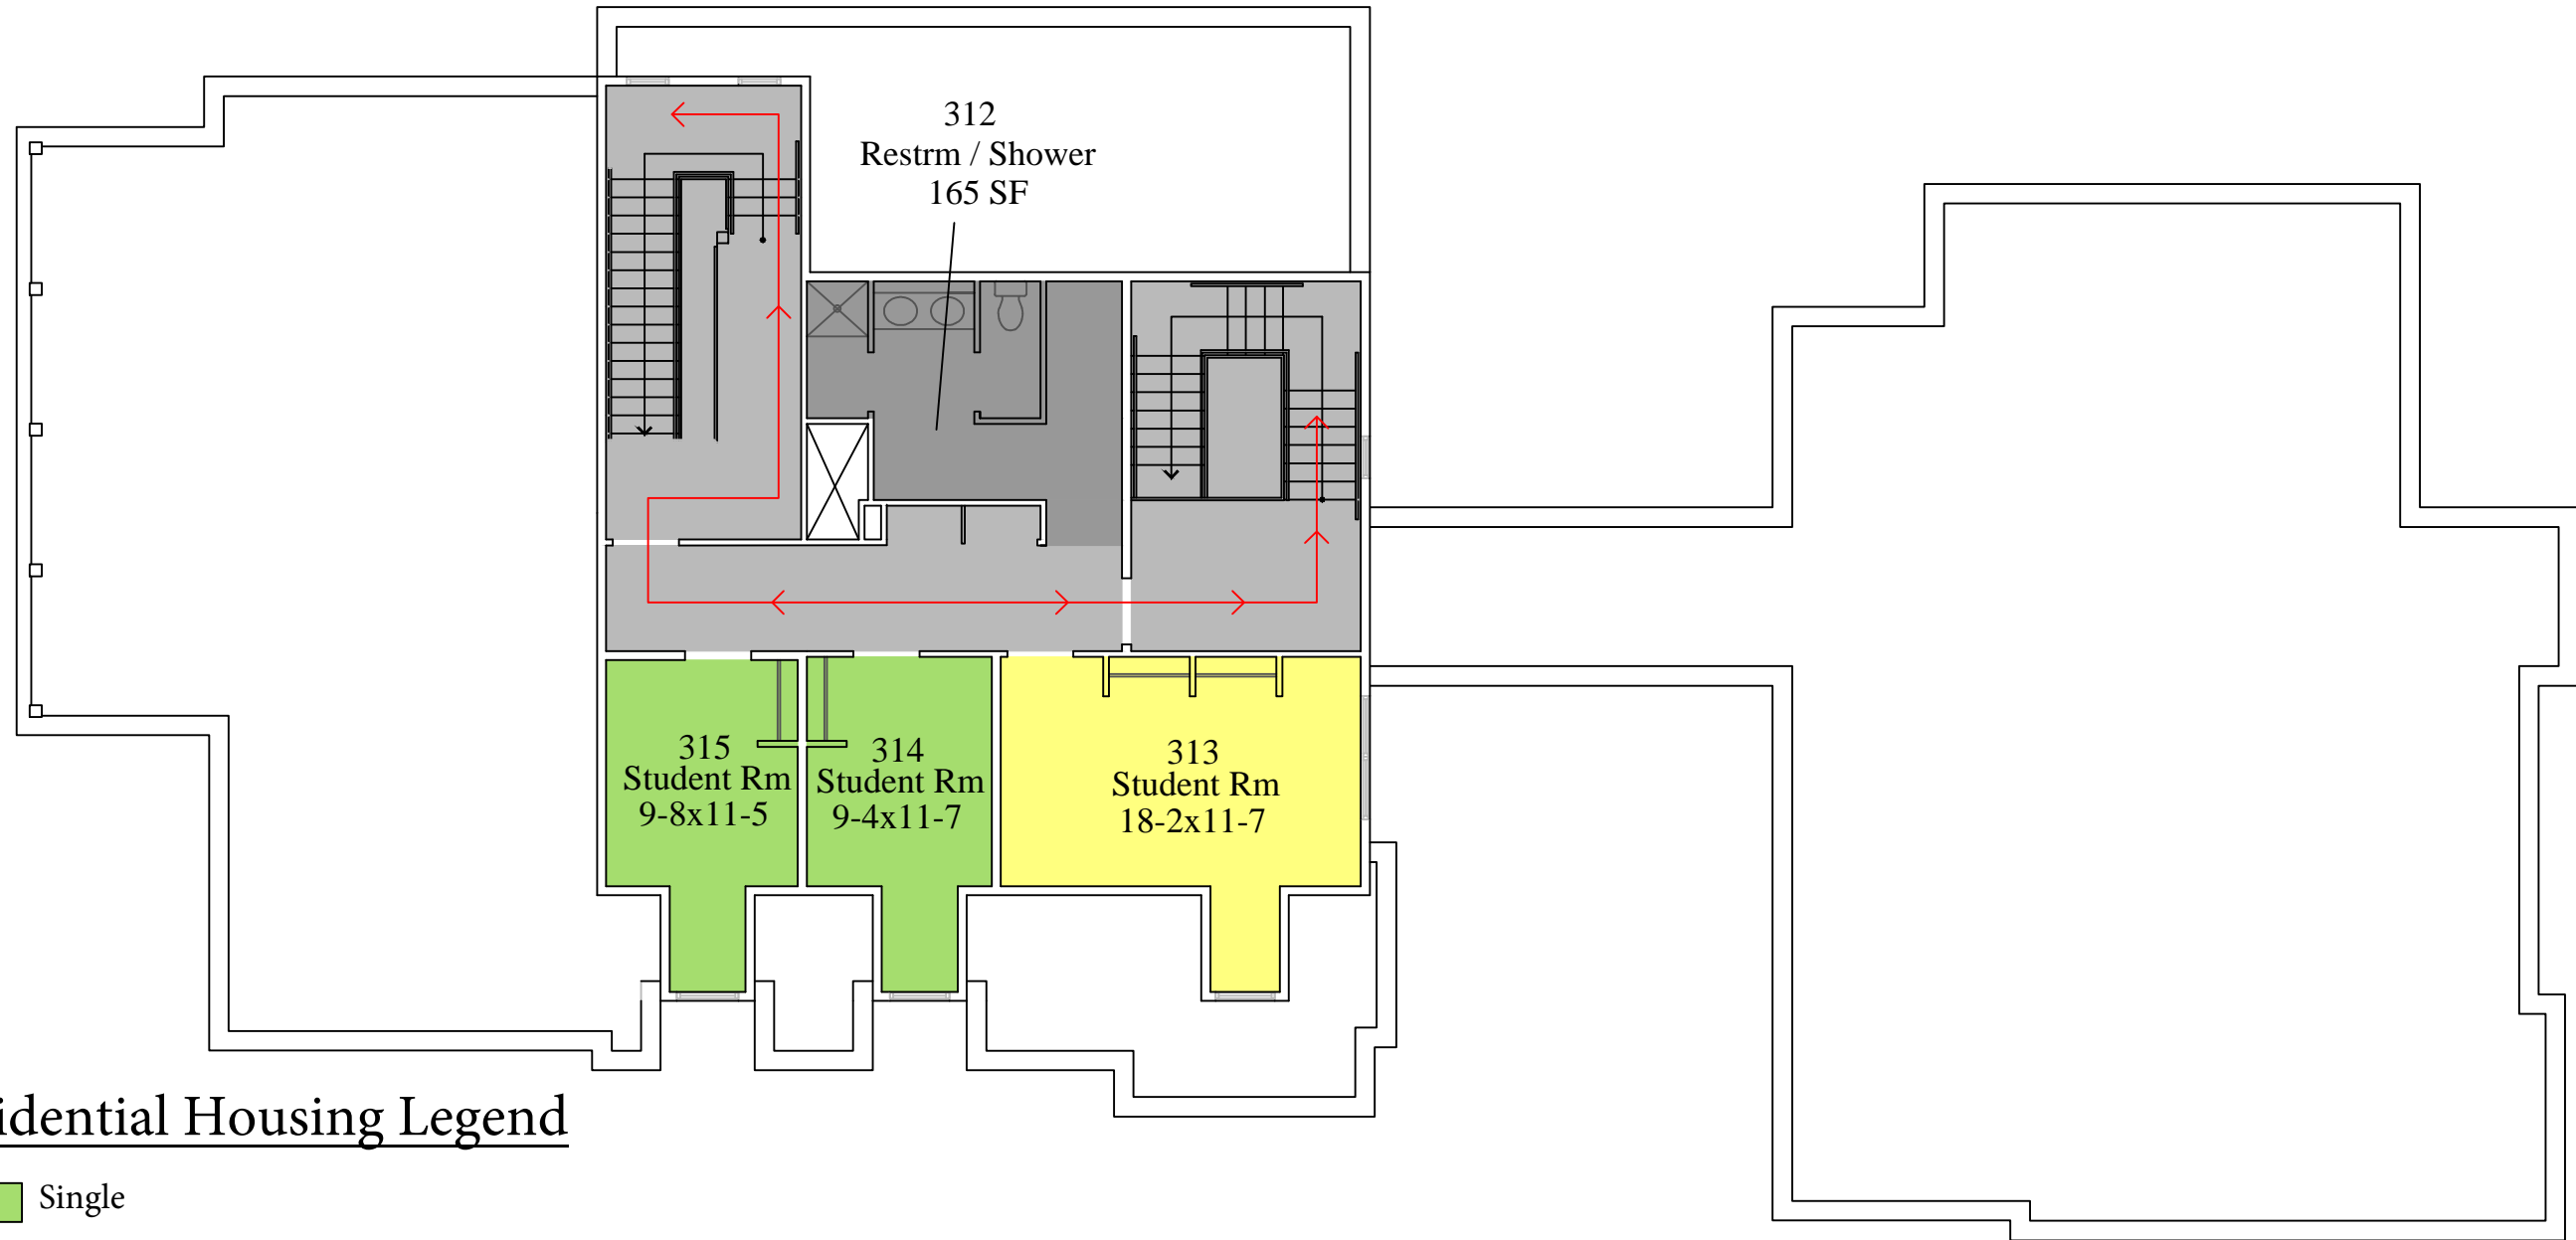 312
Restrm / Shower
165 SF
315
Student Rm
9-8x11-5
314
Student Rm
9-4x11-7
313
Student Rm
18-2x11-7
idential Housing Legend
Single